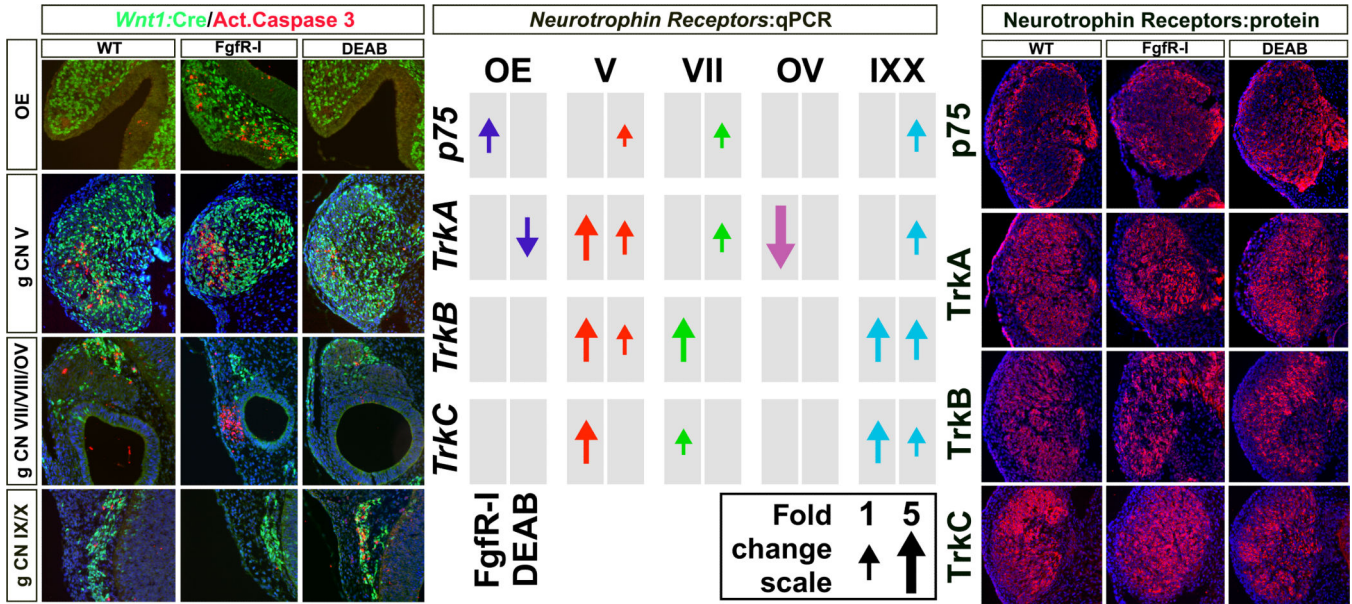 Wnt1:Cre/Act.Caspase 3
WT
FgfR-I
DEAB
OE
g CN V
g CN VII/VIII/OV
g CN IX/X
Neurotrophin Receptors:qPCR
OE
V
VII
OV
IXX
p75
TrkA
TrkB
TrkC
FgfR-I
DEAB
Fold 1 5
change
scale
Neurotrophin Receptors:protein
WT
FgfR-I
DEAB
p75
TrkA
TrkB
TrkC